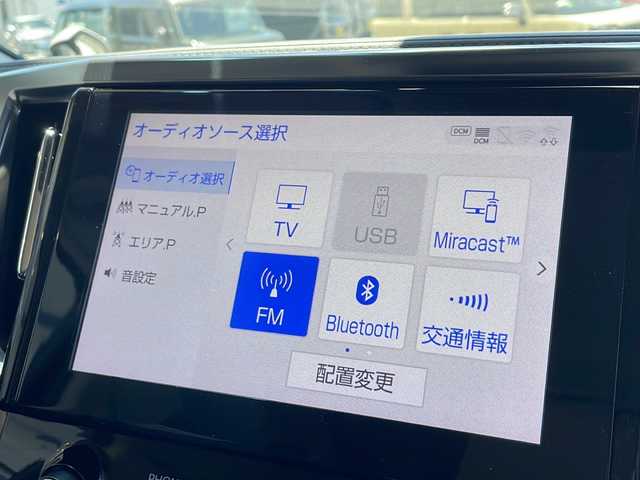 オーディオソース選択
DCM
DCM
オーディオ選択
マニュアル.P
エリア.P
音設定
TV
USB
Miracast™
FM
Bluetooth
交通情報
配置変更